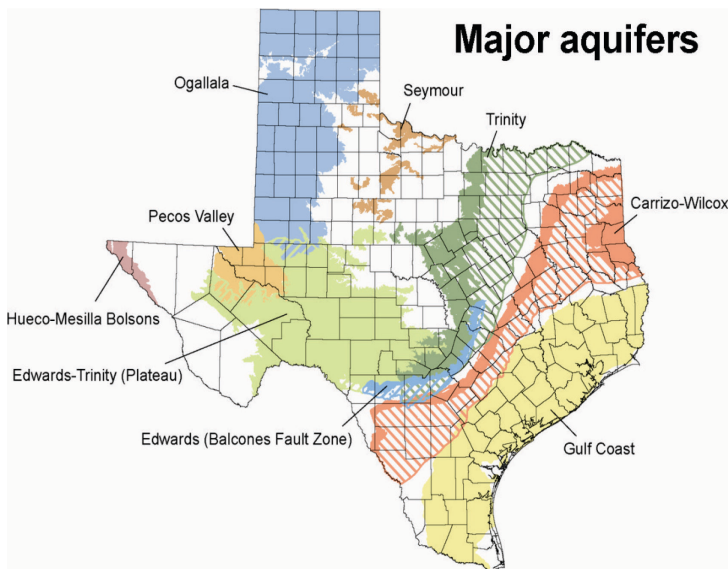 Major aquifers
Ogallala
Seymour
Trinity
Pecos Valley
Carrizo-Wilcox
Hueco-Mesilla Bolsons
Edwards-Trinity (Plateau)
Edwards (Balcones Fault Zone)
Gulf Coast